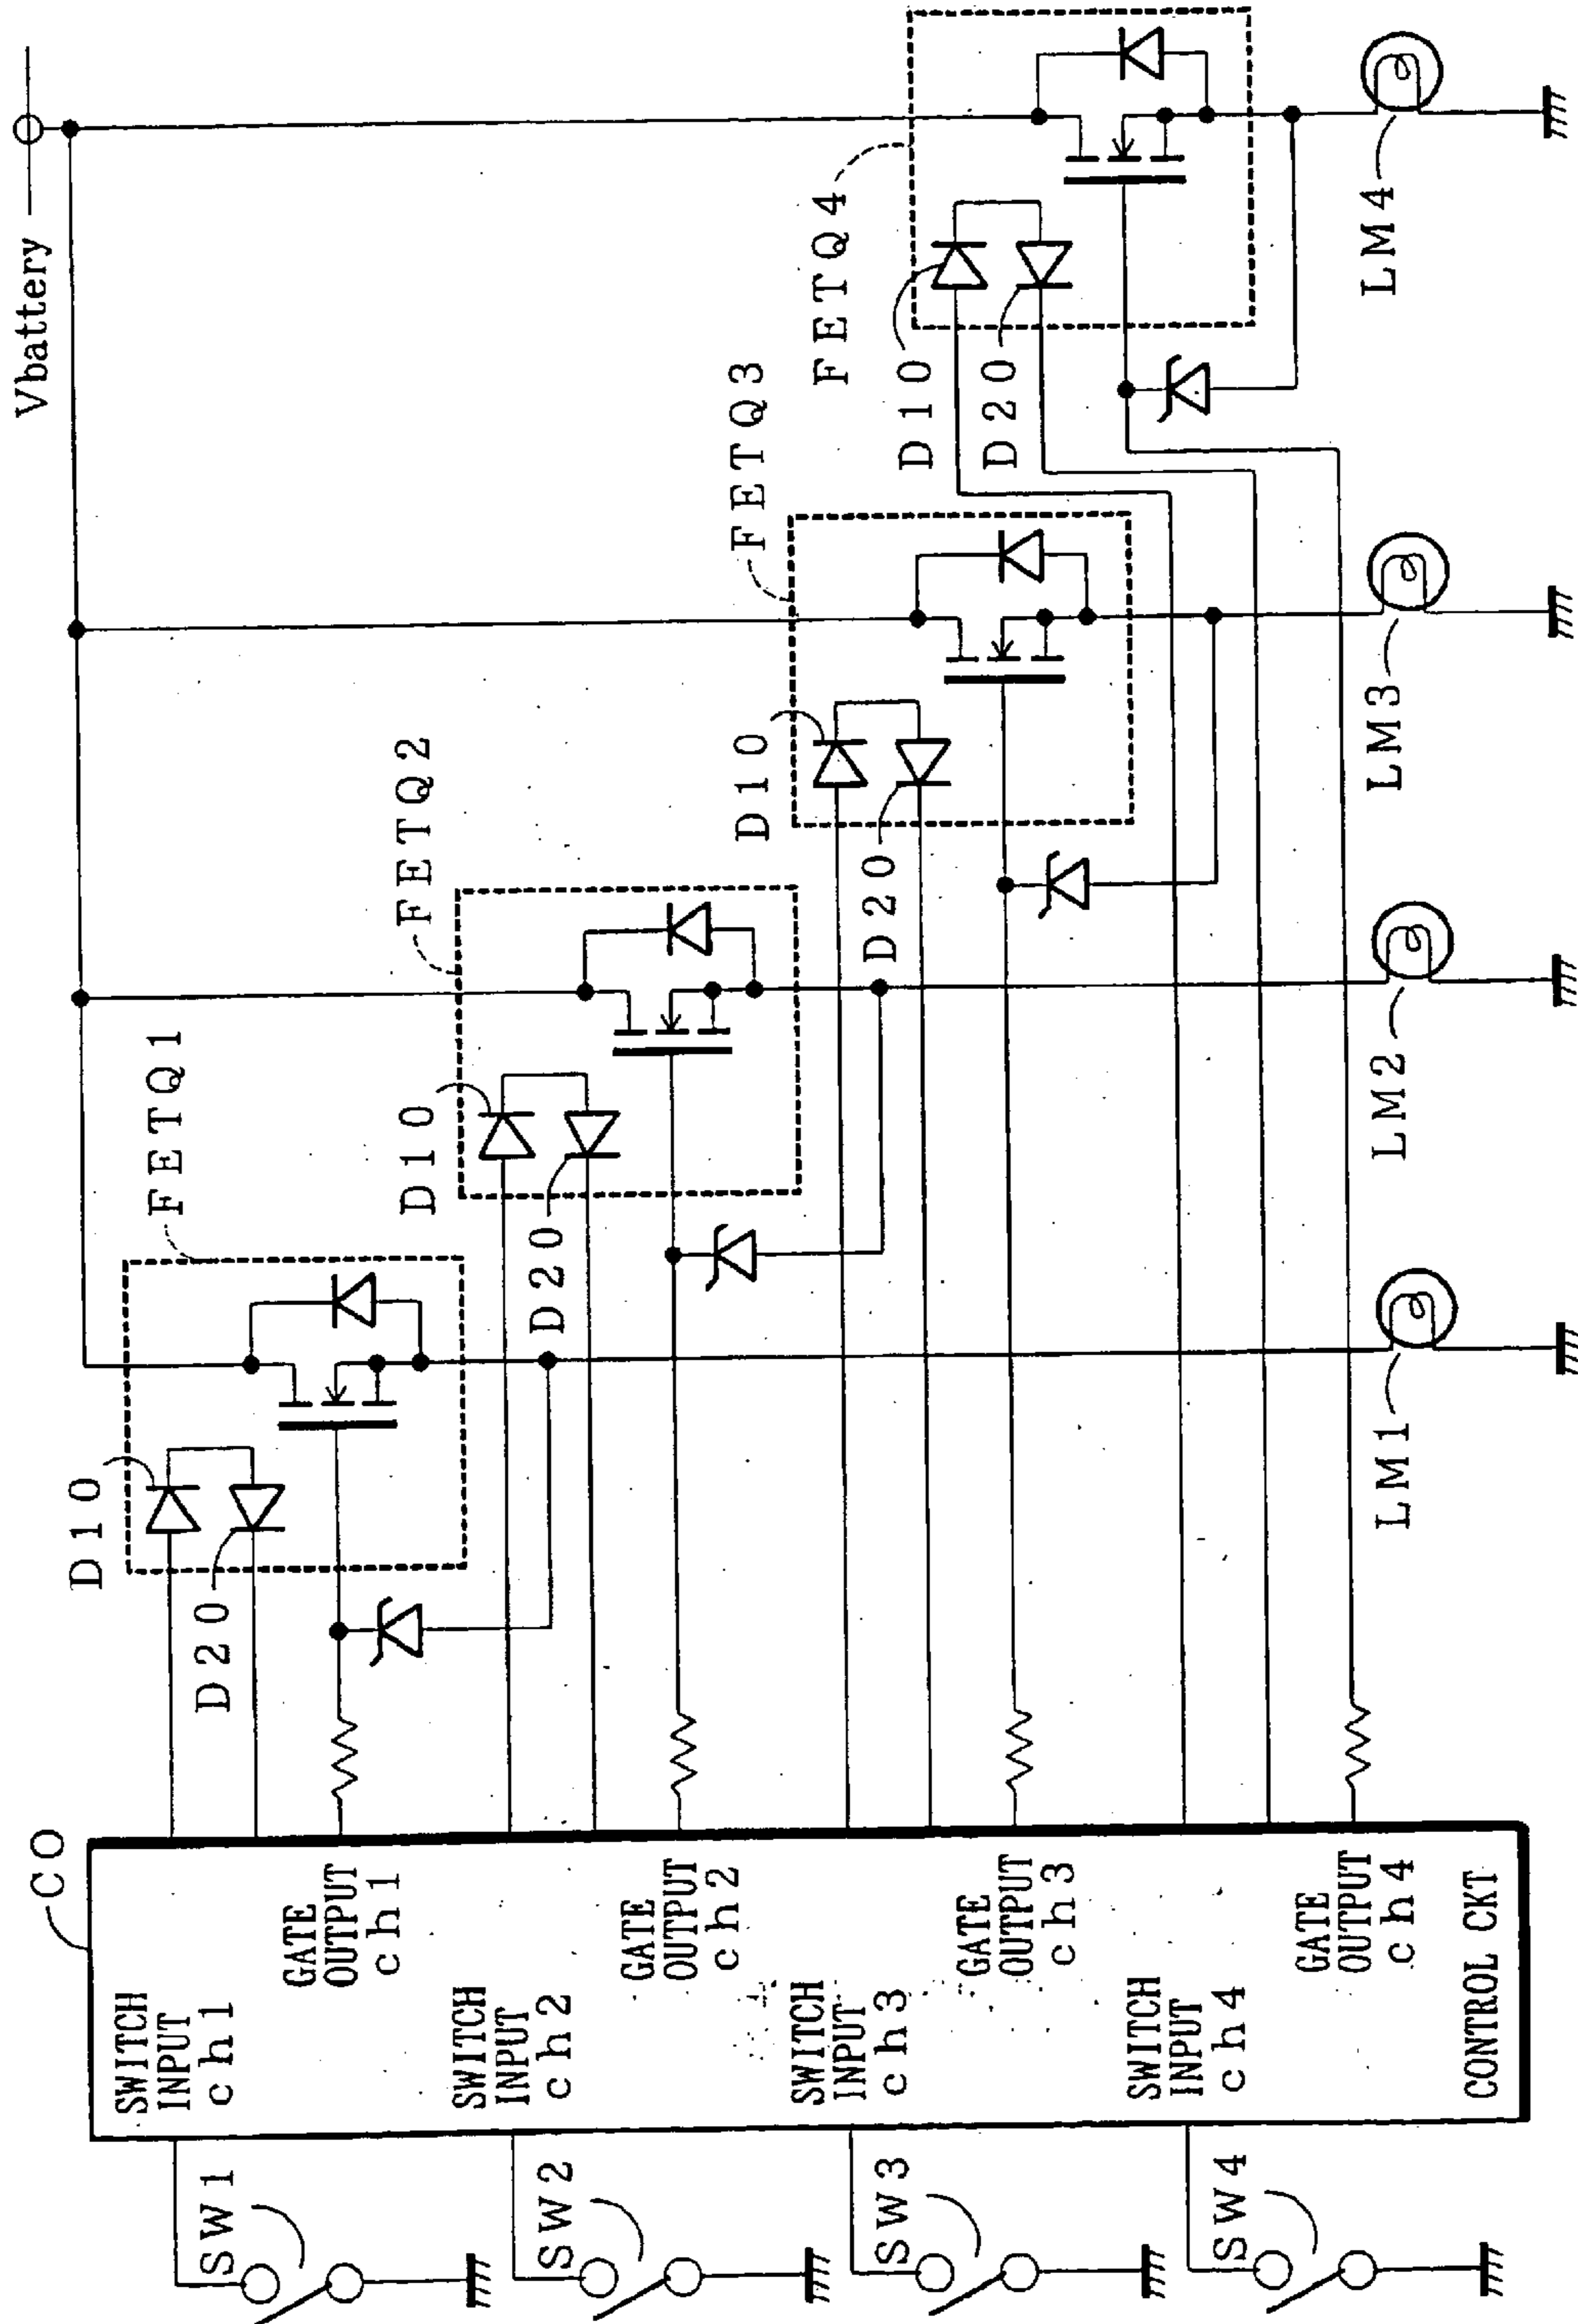 Vbattery
FETQ1
FETQ2
FETQ3
FETQ4
D10
D20
D10
D20
D10
D20
D10
D20
CO
SWITCH
INPUT
ch1
GATE
OUTPUT
ch1
SWITCH
INPUT
ch2
GATE
OUTPUT
ch2
SWITCH
INPUT
ch3
GATE
OUTPUT
ch3
SWITCH
INPUT
ch4
GATE
OUTPUT
ch4
CONTROL CKT
SW1
SW2
SW3
SW4
LM1
LM2
LM3
LM4